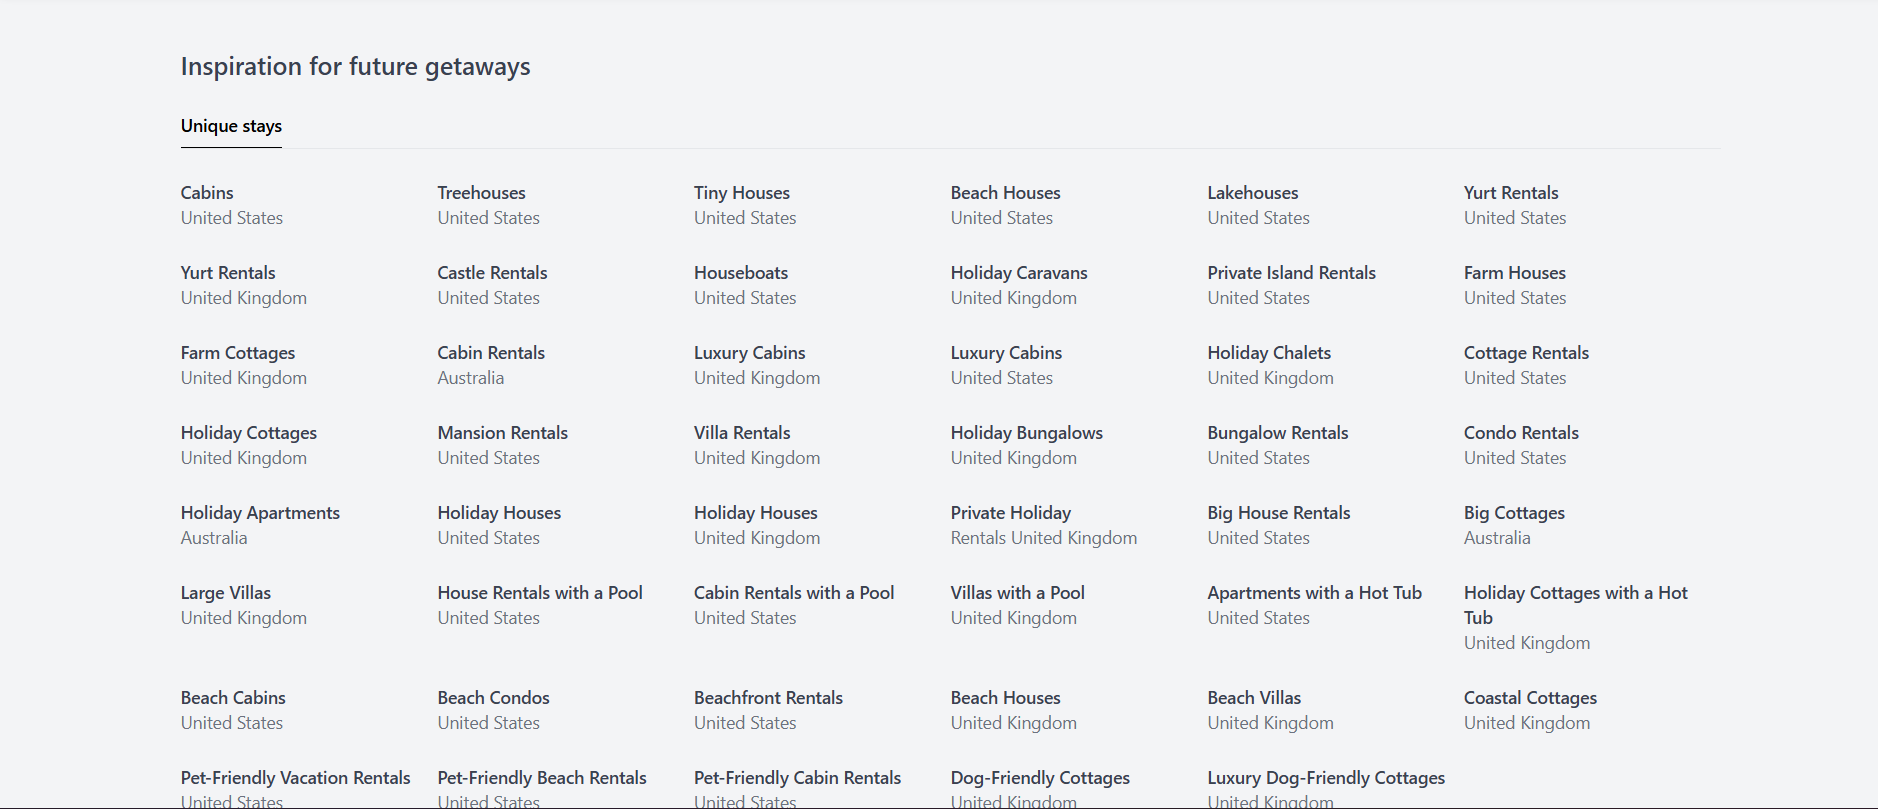 Inspiration for future getaways
Unique stays
Cabins
United States
Treehouses
United States
Tiny Houses
United States
Beach Houses
United States
Lakehouses
United States
Yurt Rentals
United States
Yurt Rentals
United Kingdom
Castle Rentals
United States
Houseboats
United States
Holiday Caravans
United Kingdom
Private Island Rentals
United States
Farm Houses
United States
Farm Cottages
United Kingdom
Cabin Rentals
Australia
Luxury Cabins
United Kingdom
Luxury Cabins
United States
Holiday Chalets
United Kingdom
Cottage Rentals
United States
Holiday Cottages
United Kingdom
Mansion Rentals
United States
Villa Rentals
United Kingdom
Holiday Bungalows
United Kingdom
Bungalow Rentals
United States
Condo Rentals
United States
Holiday Apartments
Australia
Holiday Houses
United States
Holiday Houses
United Kingdom
Private Holiday
Rentals United Kingdom
Big House Rentals
United States
Big Cottages
Australia
Large Villas
United Kingdom
House Rentals with a Pool
United States
Cabin Rentals with a Pool
United States
Villas with a Pool
United Kingdom
Apartments with a Hot Tub
United States
Holiday Cottages with a Hot
Tub
United Kingdom
Beach Cabins
United States
Beach Condos
United States
Beachfront Rentals
United States
Beach Houses
United Kingdom
Beach Villas
United Kingdom
Coastal Cottages
United Kingdom
Pet-Friendly Vacation Rentals
United States
Pet-Friendly Beach Rentals
United States
Pet-Friendly Cabin Rentals
United States
Dog-Friendly Cottages
United Kingdom
Luxury Dog-Friendly Cottages
United Kingdom